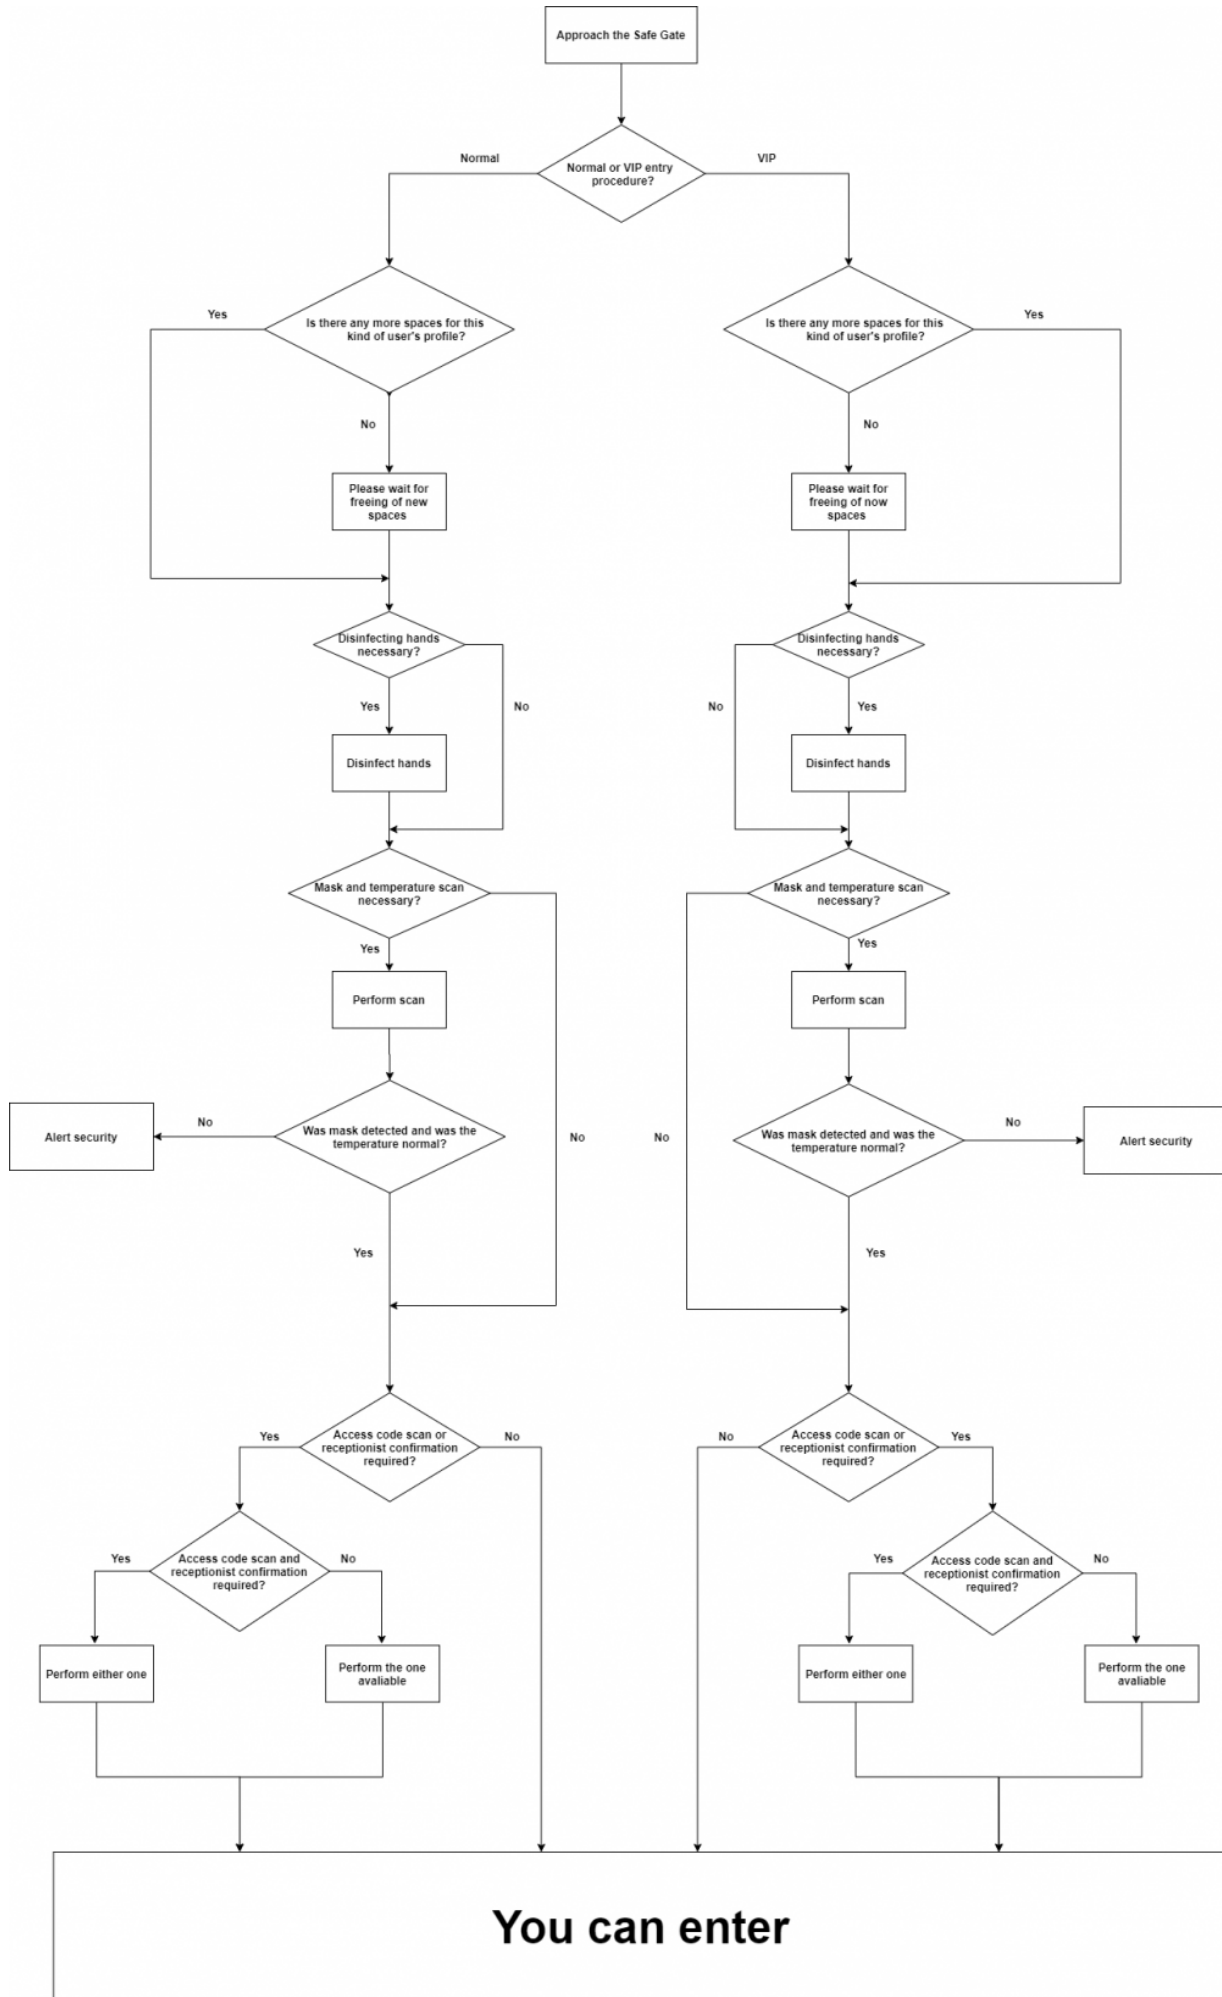 Approach the Safe Gate
Normal
VIP
Normal or VIP entry
procedure?
Yes
Is there any more spaces for this
kind of user's profile?
Is there any more spaces for this
kind of user's profile?
Yes
No
No
Please wait for
freeing of new
spaces
Please wait for
freeing of now
spaces
Disinfecting hands
necessary?
Disinfecting hands
necessary?
Yes
No
No
Yes
Disinfect hands
Disinfect hands
Mask and temperature scan
necessary?
Mask and temperature scan
necessary?
Yes
Yes
Perform scan
Perform scan
Alert security
No
Was mask detected and was the
temperature normal?
No
No
Was mask detected and was the
temperature normal?
No
Alert security
Yes
Yes
Yes
Access code scan or
receptionist confirmation
required?
No
No
Access code scan or
receptionist confirmation
required?
Yes
Yes
Access code scan and
receptionist confirmation
required?
No
Yes
Access code scan and
receptionist confirmation
required?
No
Perform either one
Perform the one
avaliable
Perform either one
Perform the one
avaliable
You can enter